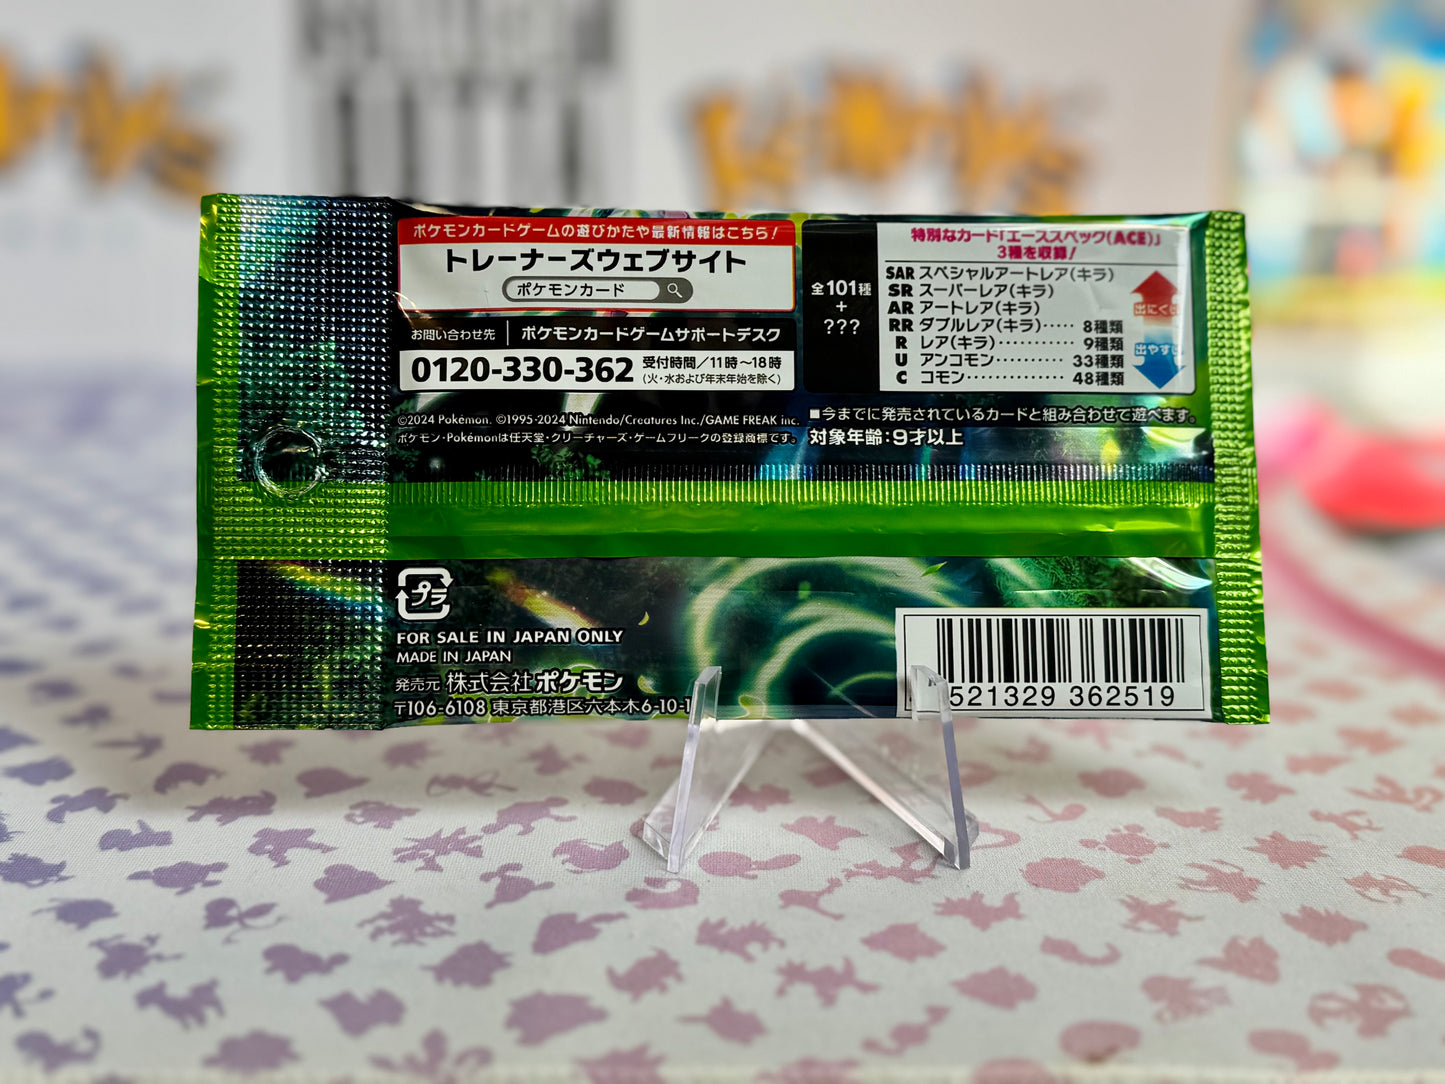 ポケモンカードゲームの遊びかたや最新情報はこちら!
トレーナーズウェブサイト
ポケモンカード
お問い合わせ先 ポケモンカードゲームサポートデスク
0120-330-362 受付時間/11時~18時
(火・水および年末年始を除く)
©2024 Pokémon. ©1995-2024 Nintendo/Creatures Inc./GAME FREAK inc.
ポケモン・Pokémonは任天堂・クリーチャーズ・ゲームフリークの登録商標です。
全101種
+
???
特別なカード「エーススペック(ACE)」
3種を収録!
SAR スペシャルアートレア(キラ)
SR スーパーレア(キラ)
AR アートレア(キラ)
RR ダブルレア(キラ)····· 8種類
R レア(キラ)··········· 9種類
U アンコモン·········· 33種類
C コモン·············· 48種類
出にくい
出やすい
■今までに発売されているカードと組み合わせて遊べます。
対象年齢:9才以上
プラ
FOR SALE IN JAPAN ONLY
MADE IN JAPAN
発売元 株式会社ポケモン
〒106-6108 東京都港区六本木6-10-1
521329 362519